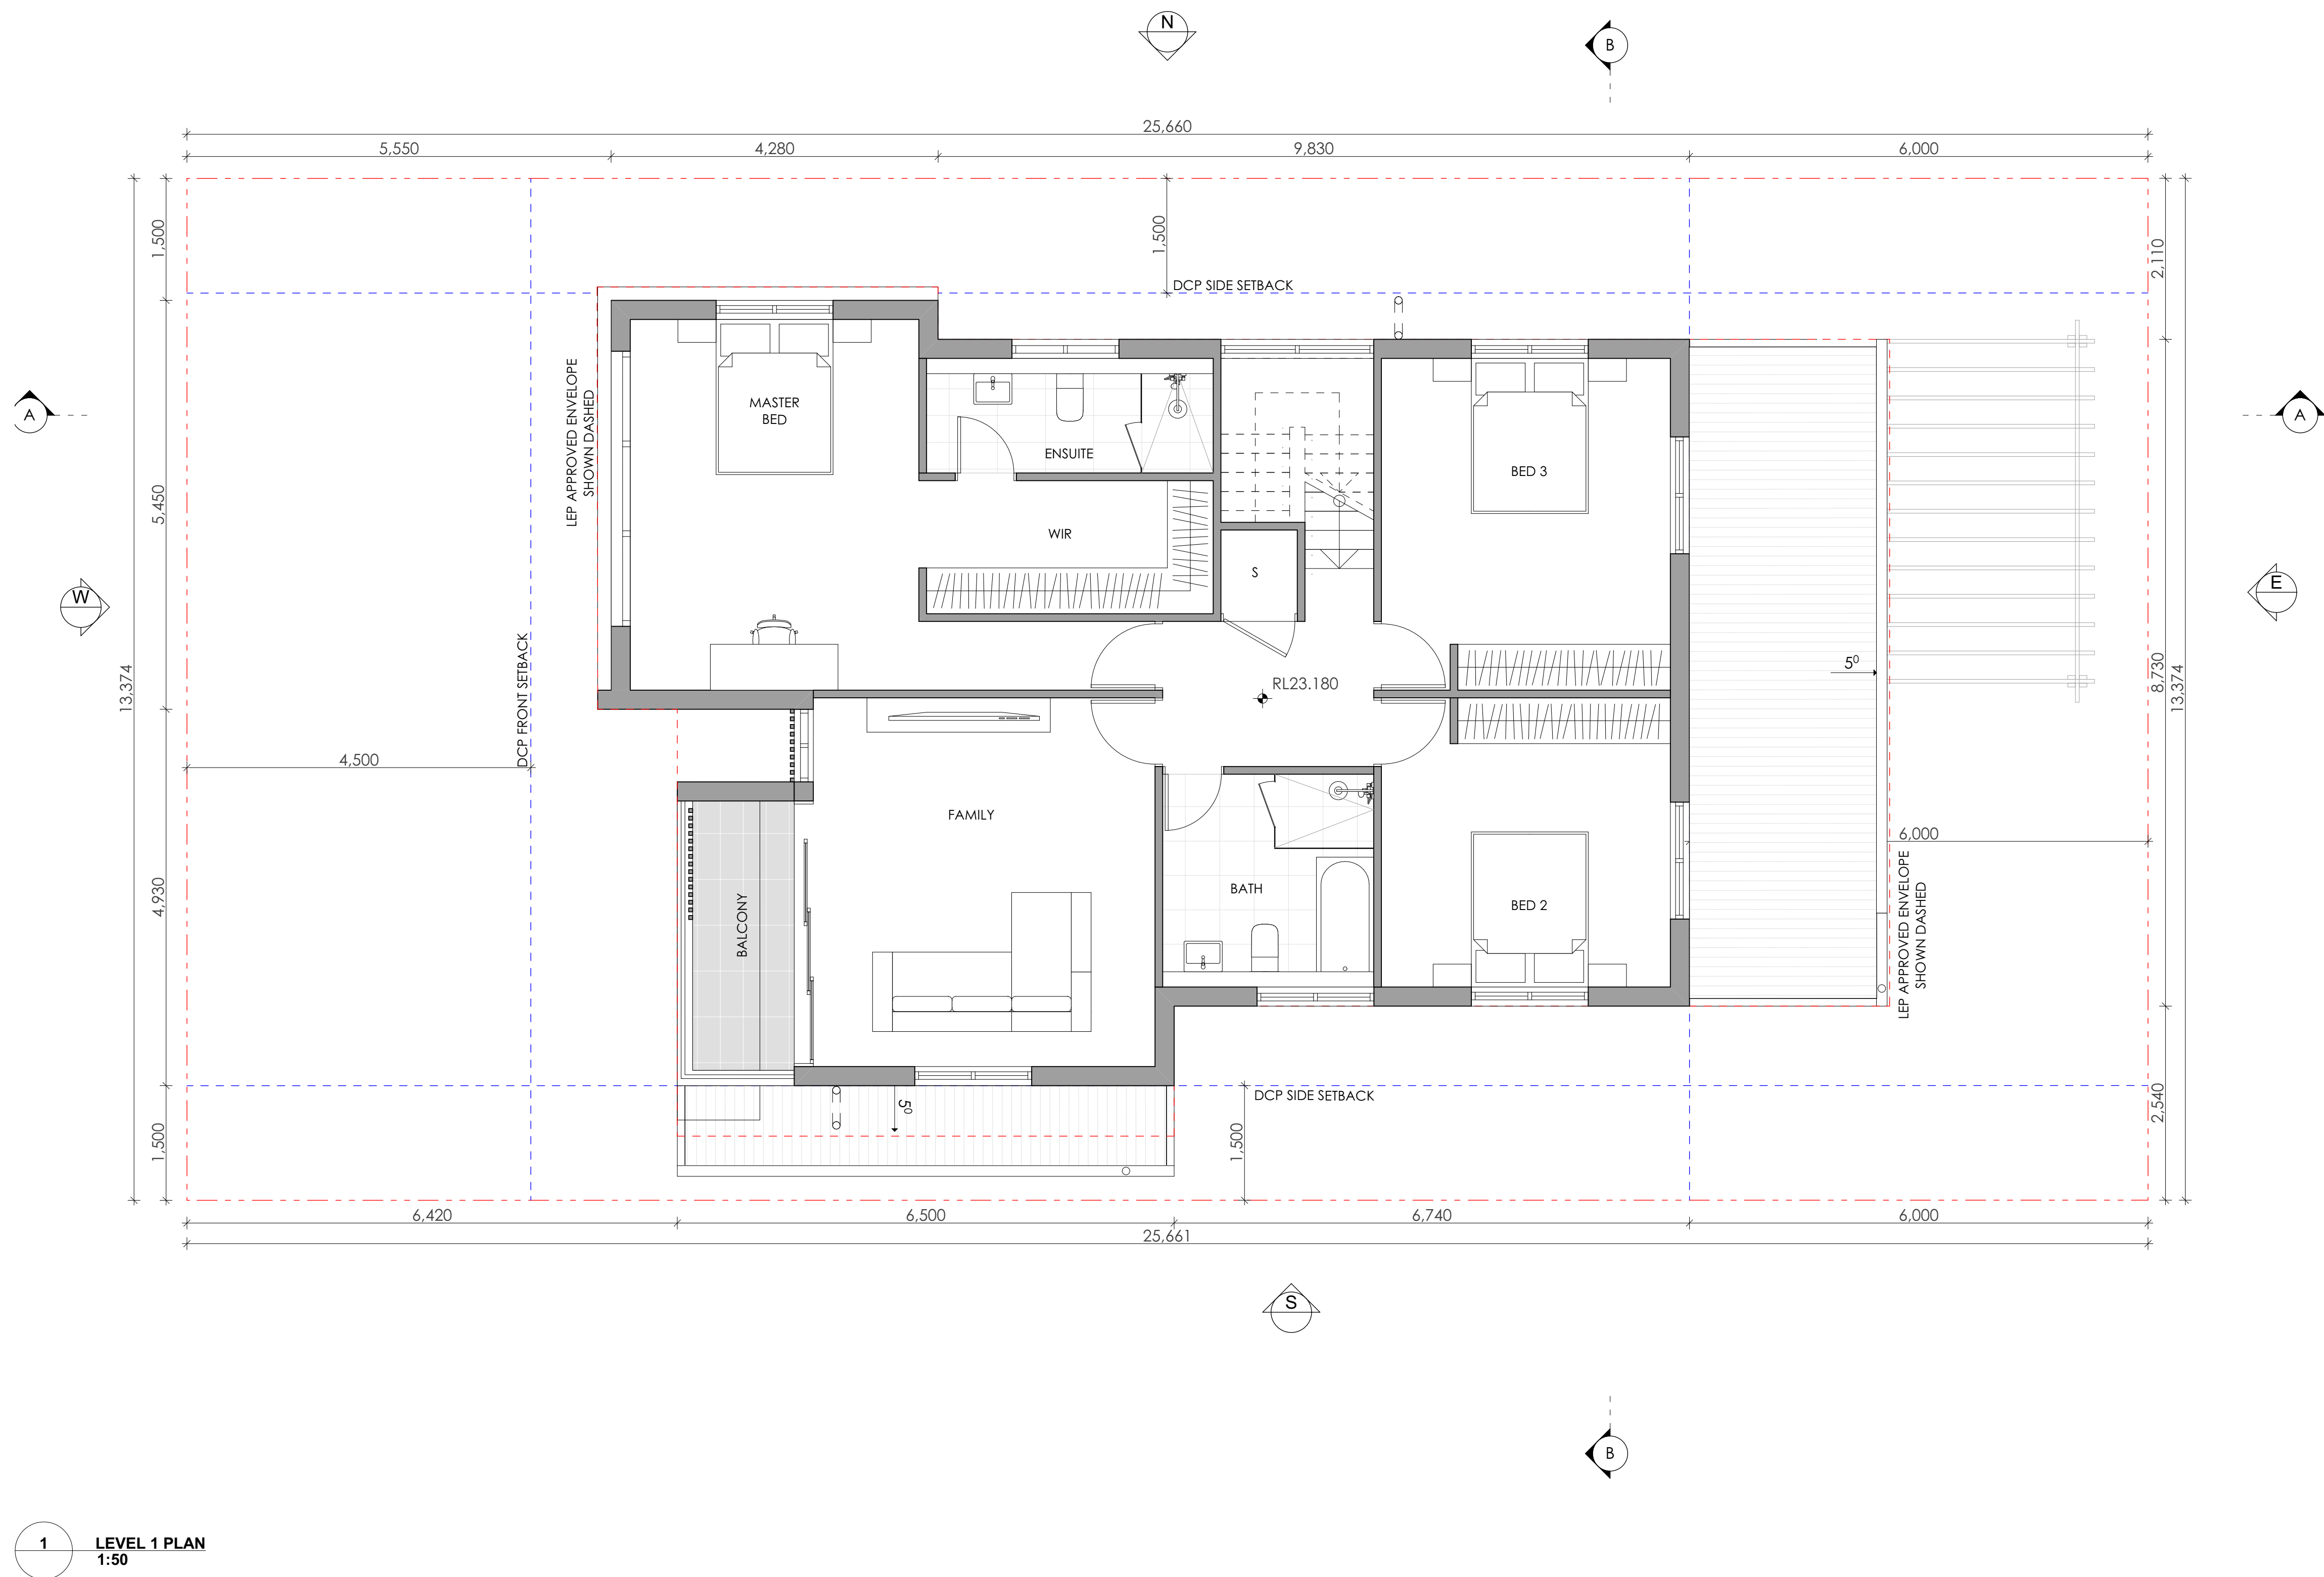 N
B
25,660
5,550
4,280
9,830
6,000
1,500
1,500
2,110
DCP SIDE SETBACK
LEP APPROVED ENVELOPE
SHOWN DASHED
MASTER
BED
A
A
ENSUITE
BED 3
5,450
WIR
S
W
E
DCP FRONT SETBACK
13,374
RL23.180
5⁰
8,730
13,374
4,500
FAMILY
6,000
4,930
BALCONY
BATH
BED 2
LEP APPROVED ENVELOPE
SHOWN DASHED
5⁰
DCP SIDE SETBACK
1,500
1,500
2,540
6,420
6,500
6,740
6,000
25,661
S
B
1
LEVEL 1 PLAN
1:50